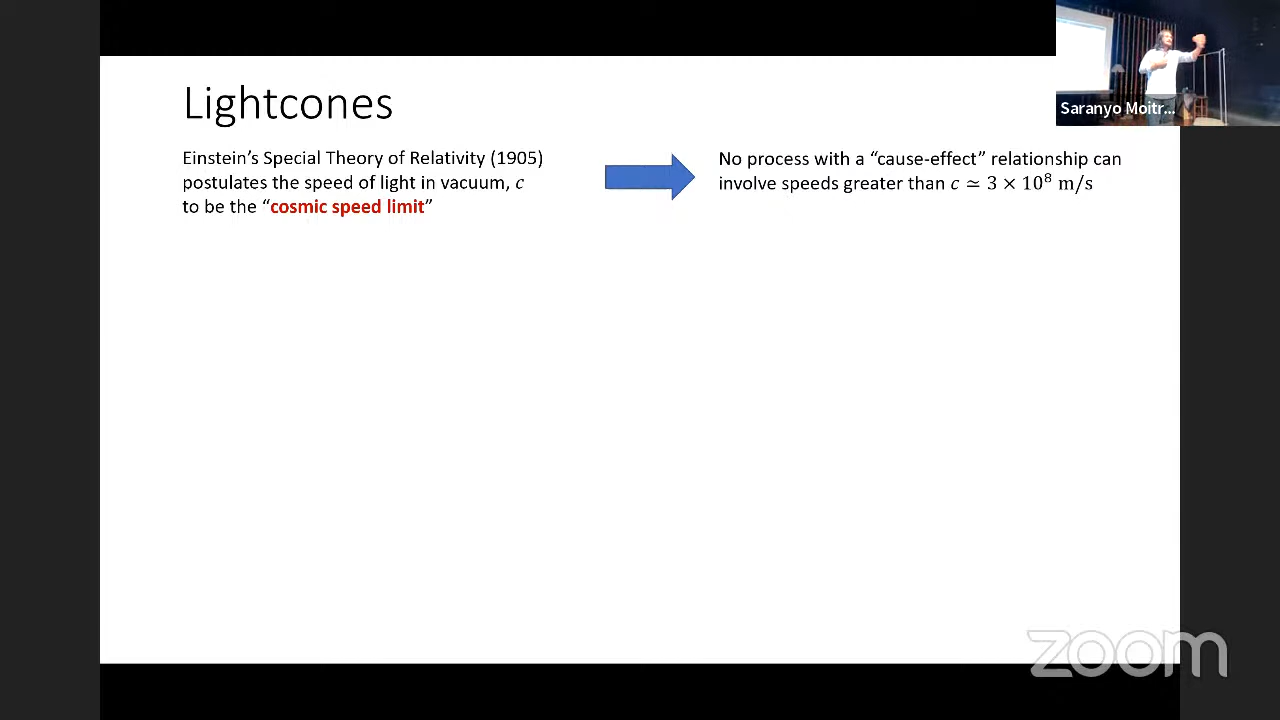 Lightcones
Einstein’s Special Theory of Relativity (1905)
postulates the speed of light in vacuum, c
to be the “cosmic speed limit”
No process with a “cause-effect” relationship can
involve speeds greater than c ≃ 3 × 10⁸ m/s
Saranyo Moitr...
zoom